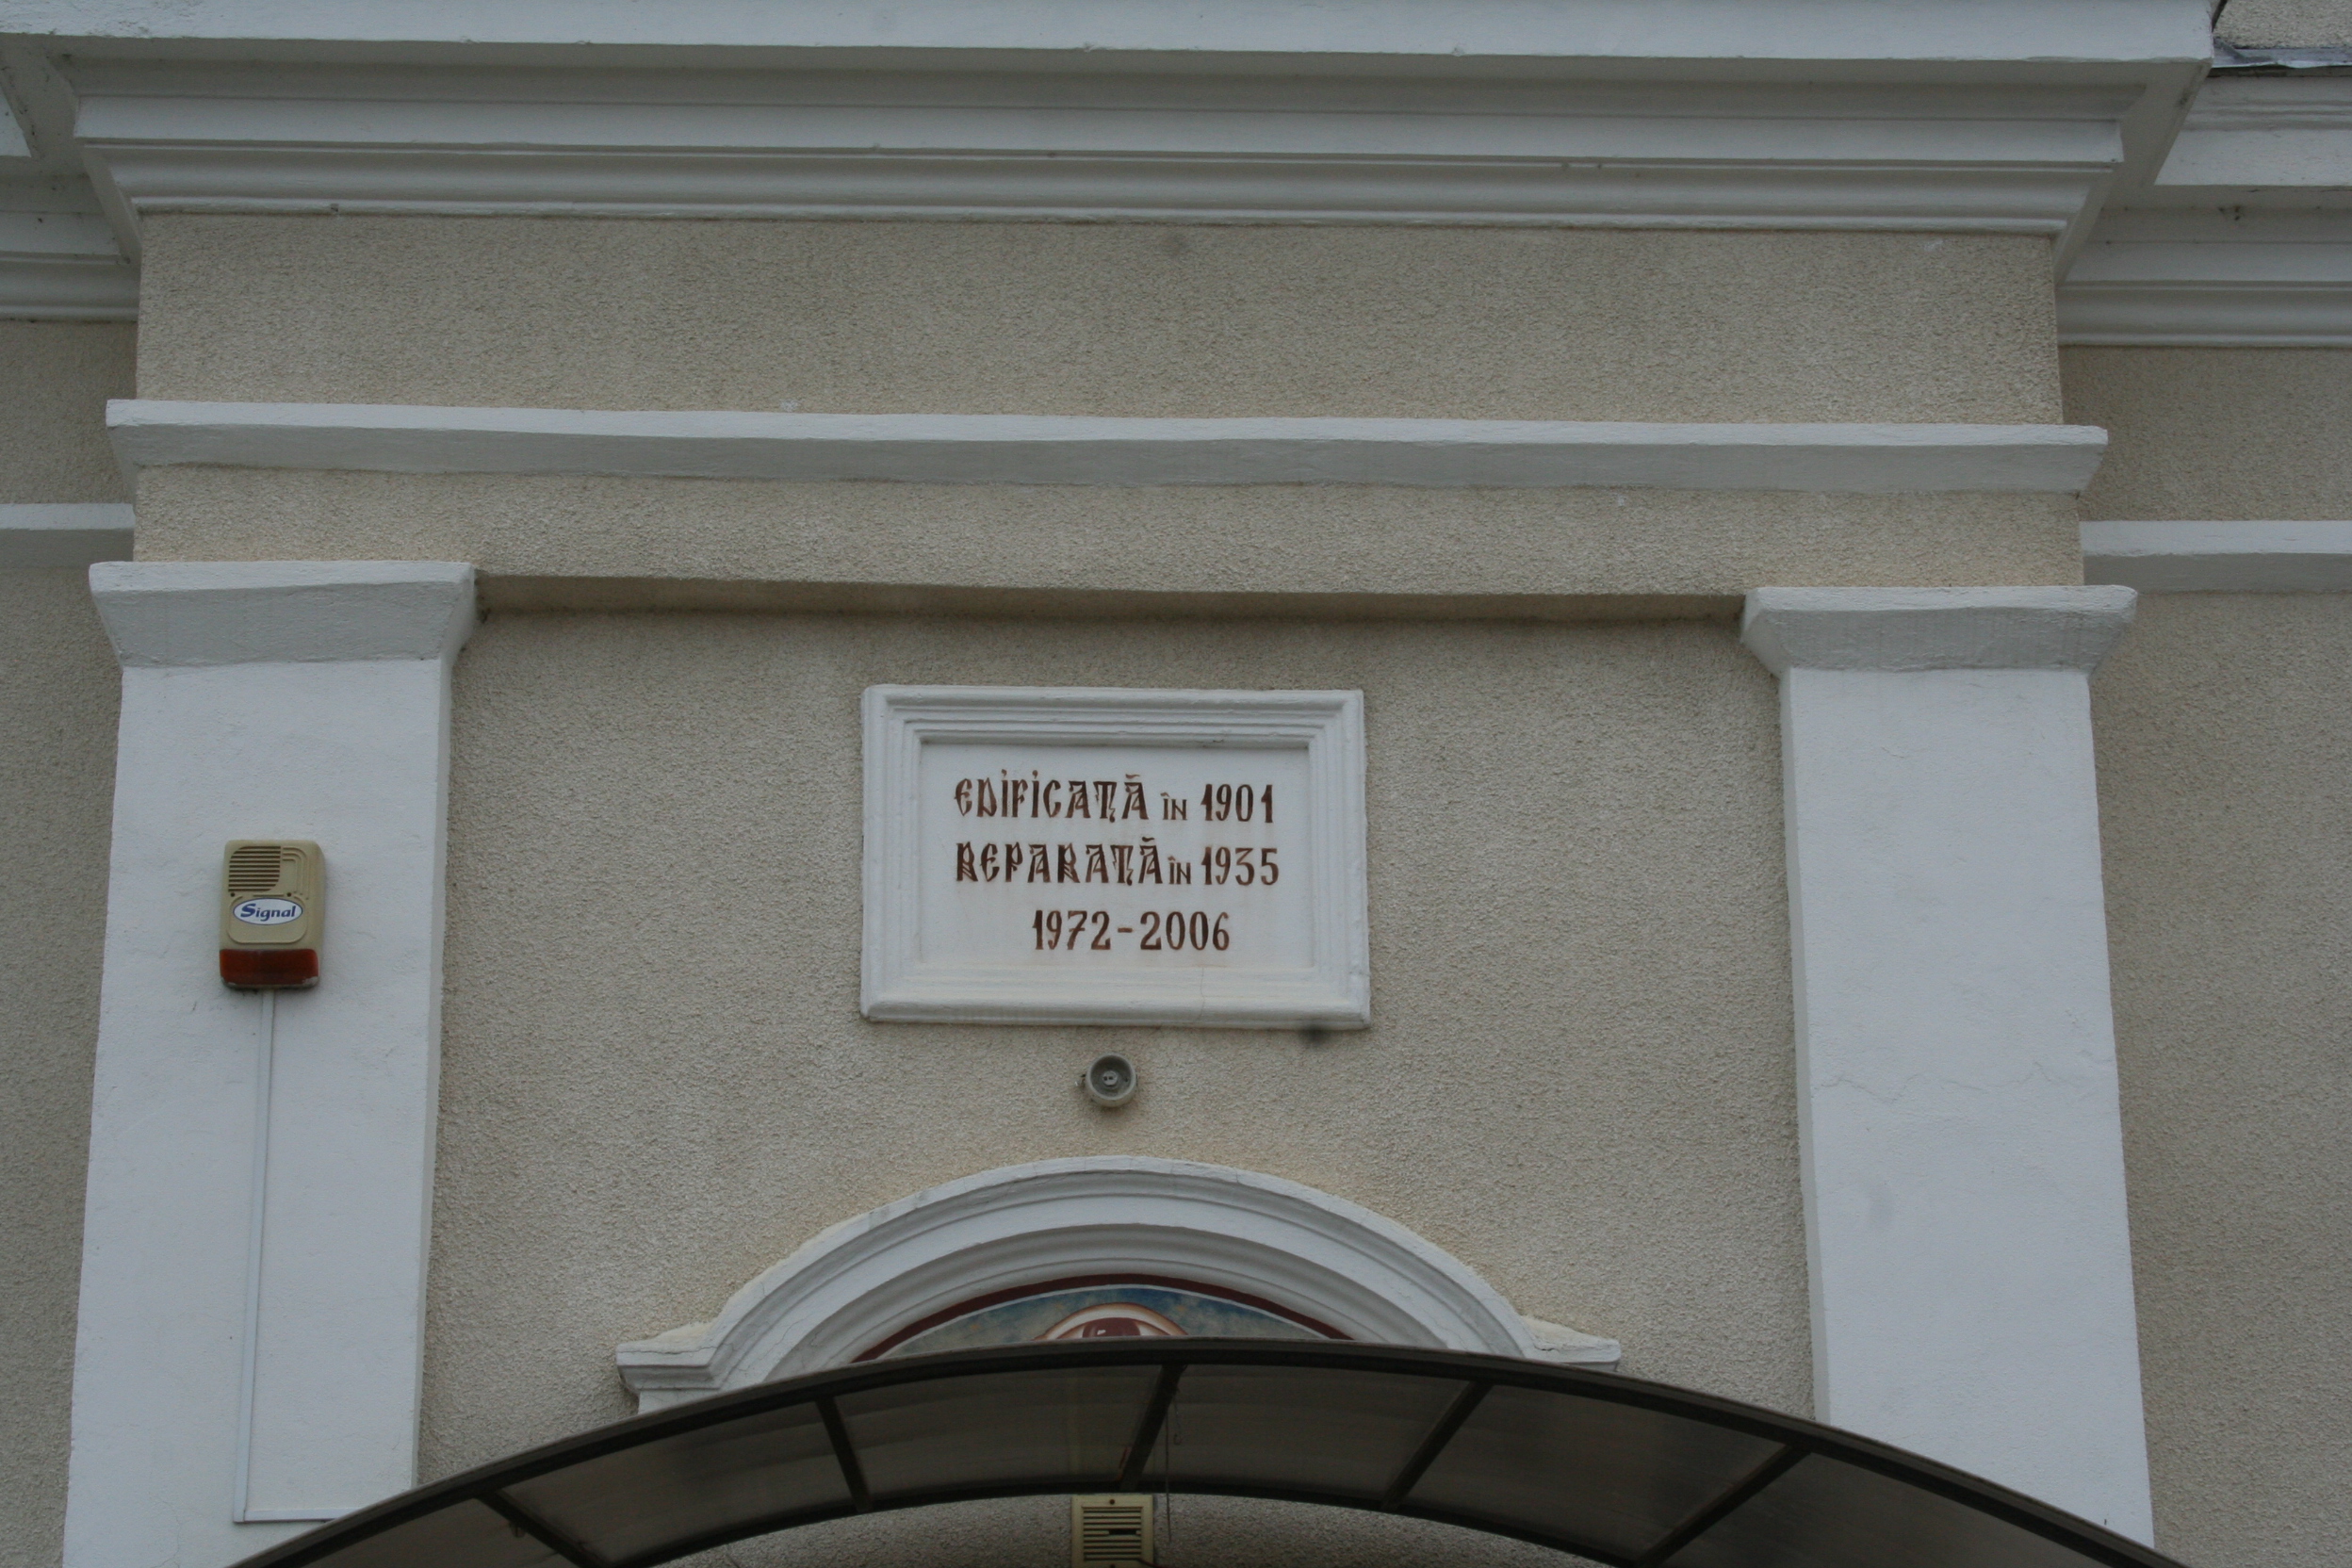 EDIFICATĂ ÎN 1901
REPARATĂ ÎN 1935
1972-2006
Signal